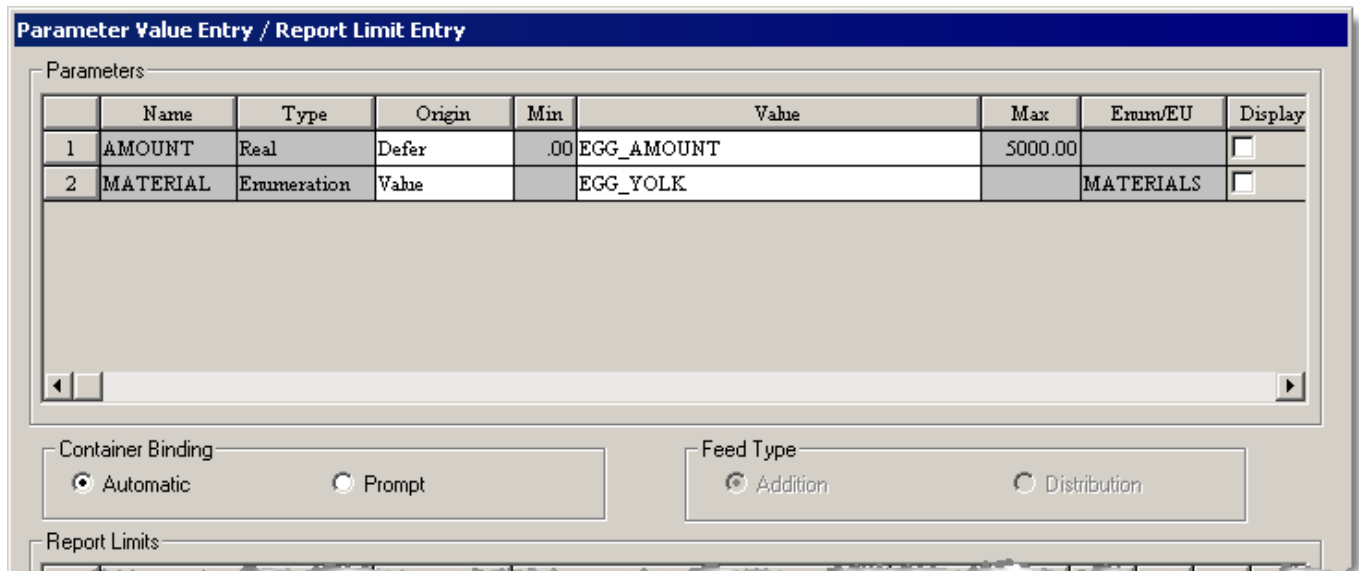 Parameter Value Entry / Report Limit Entry
Parameters
Name Type Origin Min Value Max Enum/EU Display
1 AMOUNT Real Defer .00 EGG_AMOUNT 5000.00
2 MATERIAL Enumeration Value EGG_YOLK MATERIALS
Container Binding Feed Type
Automatic Prompt Addition Distribution
Report Limits